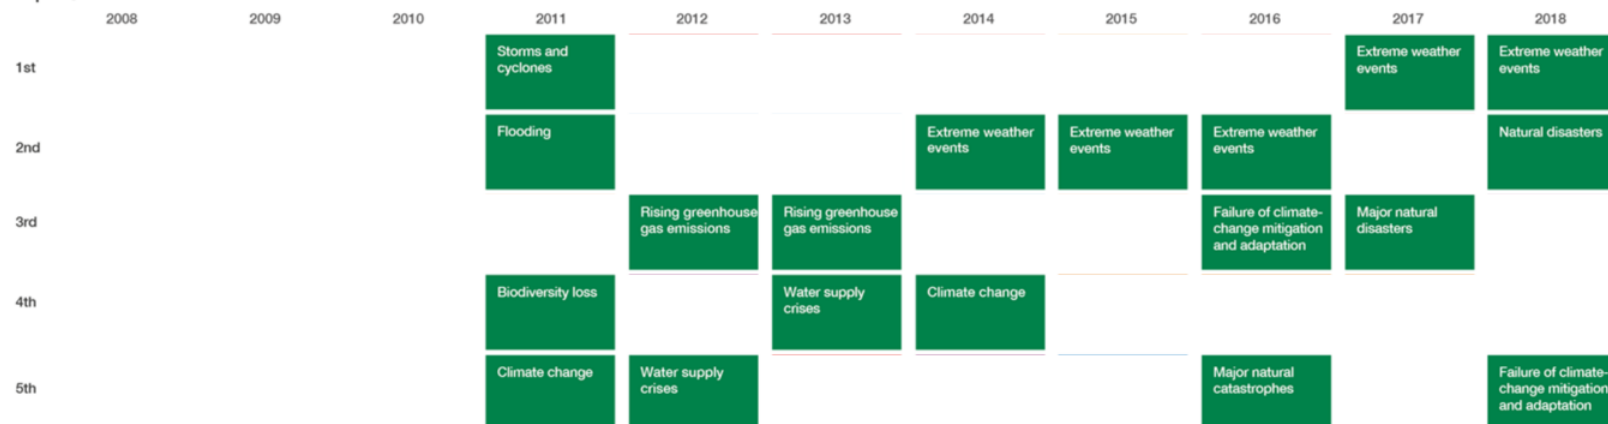 2008 2009 2010 2011 2012 2013 2014 2015 2016 2017 2018
1st
Storms and
cyclones
Extreme weather
events
Extreme weather
events
2nd
Flooding
Extreme weather
events
Extreme weather
events
Extreme weather
events
Natural disasters
3rd
Rising greenhouse
gas emissions
Rising greenhouse
gas emissions
Failure of climate-
change mitigation
and adaptation
Major natural
disasters
4th
Biodiversity loss
Water supply
crises
Climate change
5th
Climate change
Water supply
crises
Major natural
catastrophes
Failure of climate-
change mitigation
and adaptation